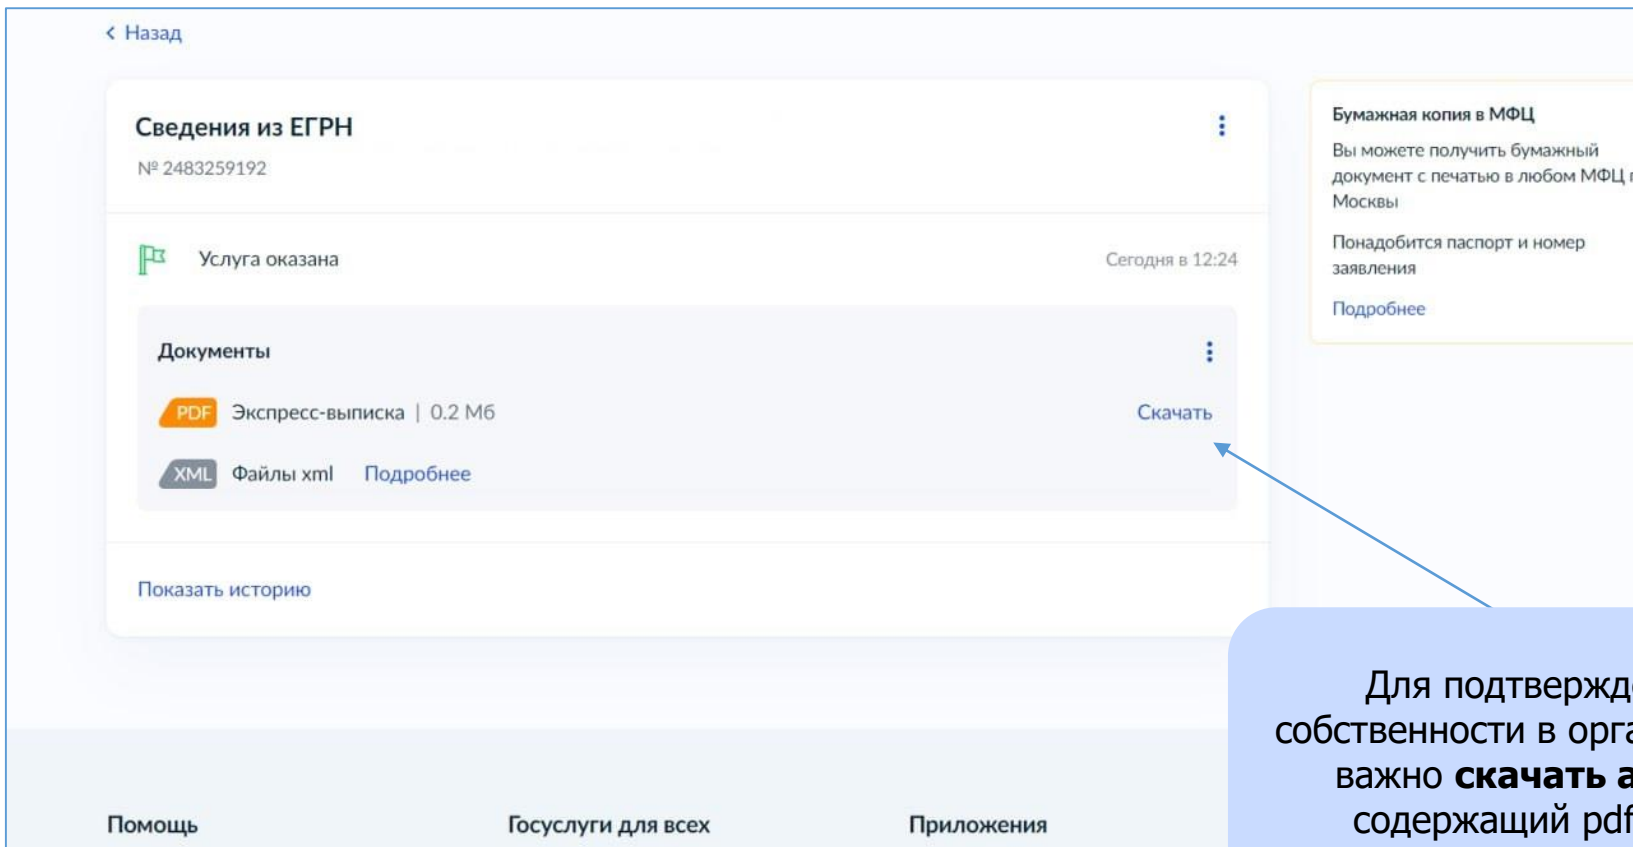 Назад
Сведения из ЕГРН
№ 2483259192
Услуга оказана
Сегодня в 12:24
Документы
PDF Экспресс-выписка | 0.2 Мб
Скачать
XML Файлы xml Подробнее
Показать историю
Бумажная копия в МФЦ
Вы можете получить бумажный
документ с печатью в любом МФЦ г
Москвы
Понадобится паспорт и номер
заявления
Подробнее
Для
собственности в
важно скачать
содержащий pdf
Помощь
Госуслуги для всех
Приложения